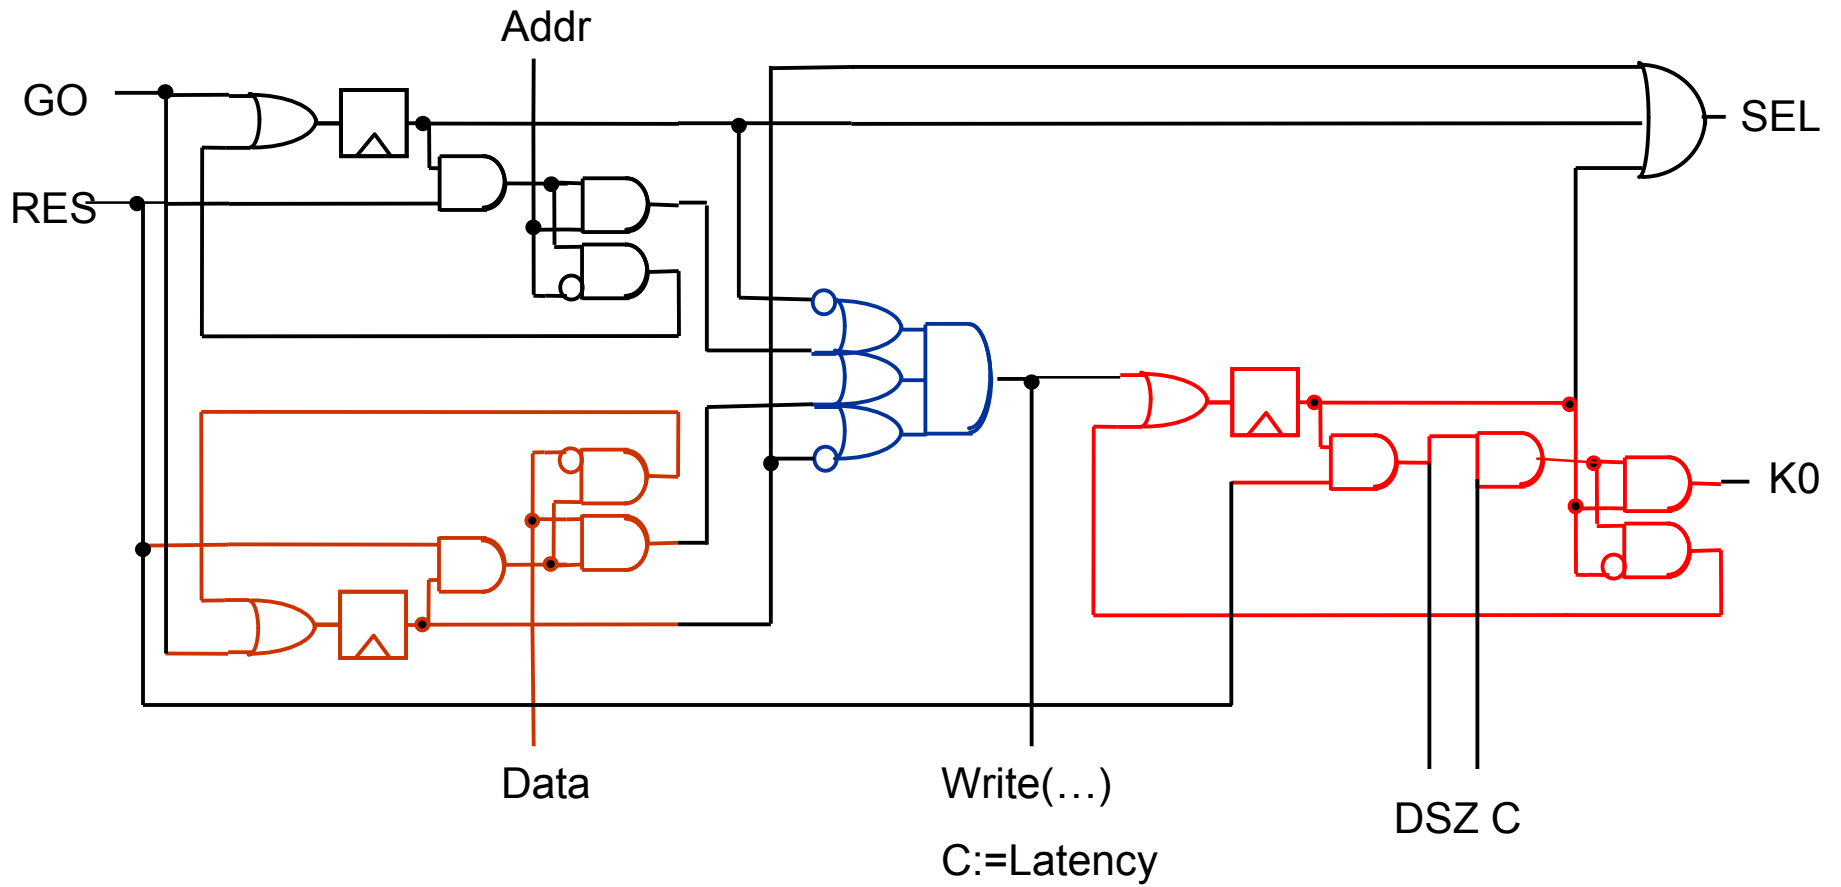 Addr
GO
SEL
RES
K0
Data
Write(…)
DSZ C
C:=Latency